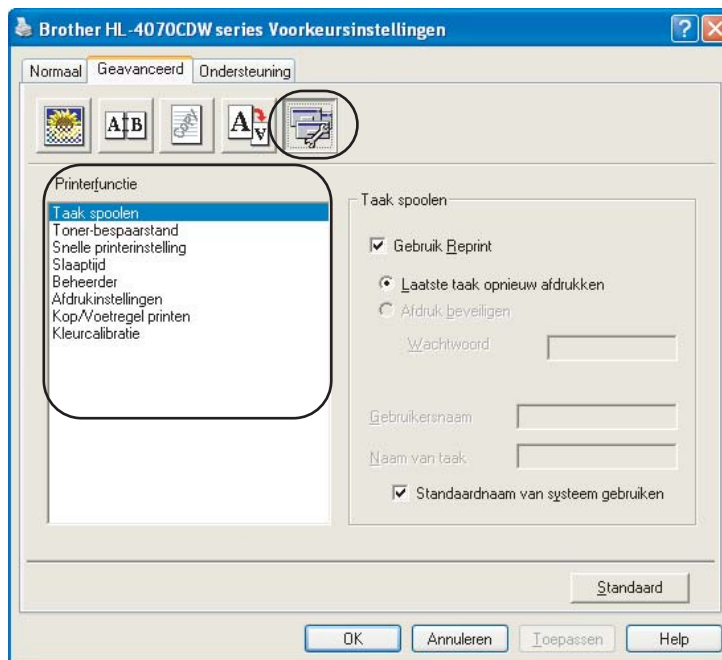 Brother HL-4070CDW series Voorkeursinstellingen
Normaal Geavanceerd Ondersteuning
A B copy A A
Printerfunctie
Taak spoolen
Toner-bespaarstand
Snelle printerinstelling
Slaaptijd
Beheerder
Afdrukinstellingen
Kop/Voetregel printen
Kleurcalibratie
Taak spoolen
Gebruik Reprint
Laatste taak opnieuw afdrukken
Afdruk beveiligen
Wachtwoord
Gebruikersnaam
Naam van taak
Standaardnaam van systeem gebruiken
Standaard
OK Annuleren Toepassen Help